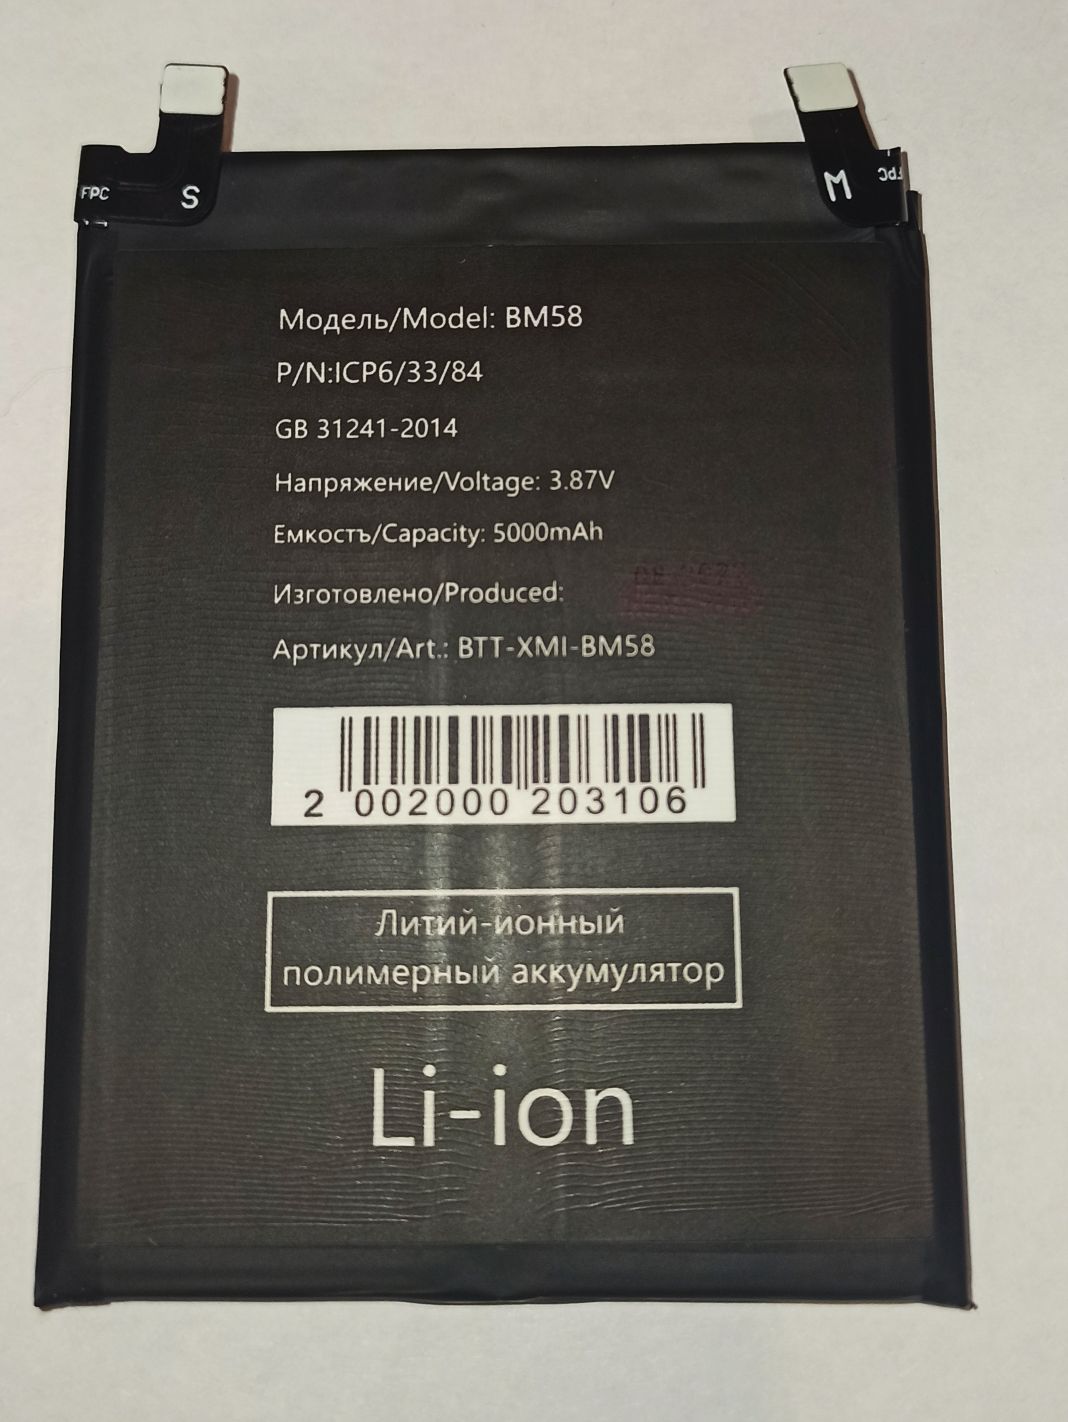 FPC S
M FPC
Модель/Model: BM58
P/N:ICP6/33/84
GB 31241-2014
Напряжение/Voltage: 3.87V
Емкостъ/Capacity: 5000mAh
Изготовлено/Produced:
Артикул/Art.: BTT-XMI-BM58
2 002000 203106
Литий-ионный
полимерный аккумулятор
Li-ion